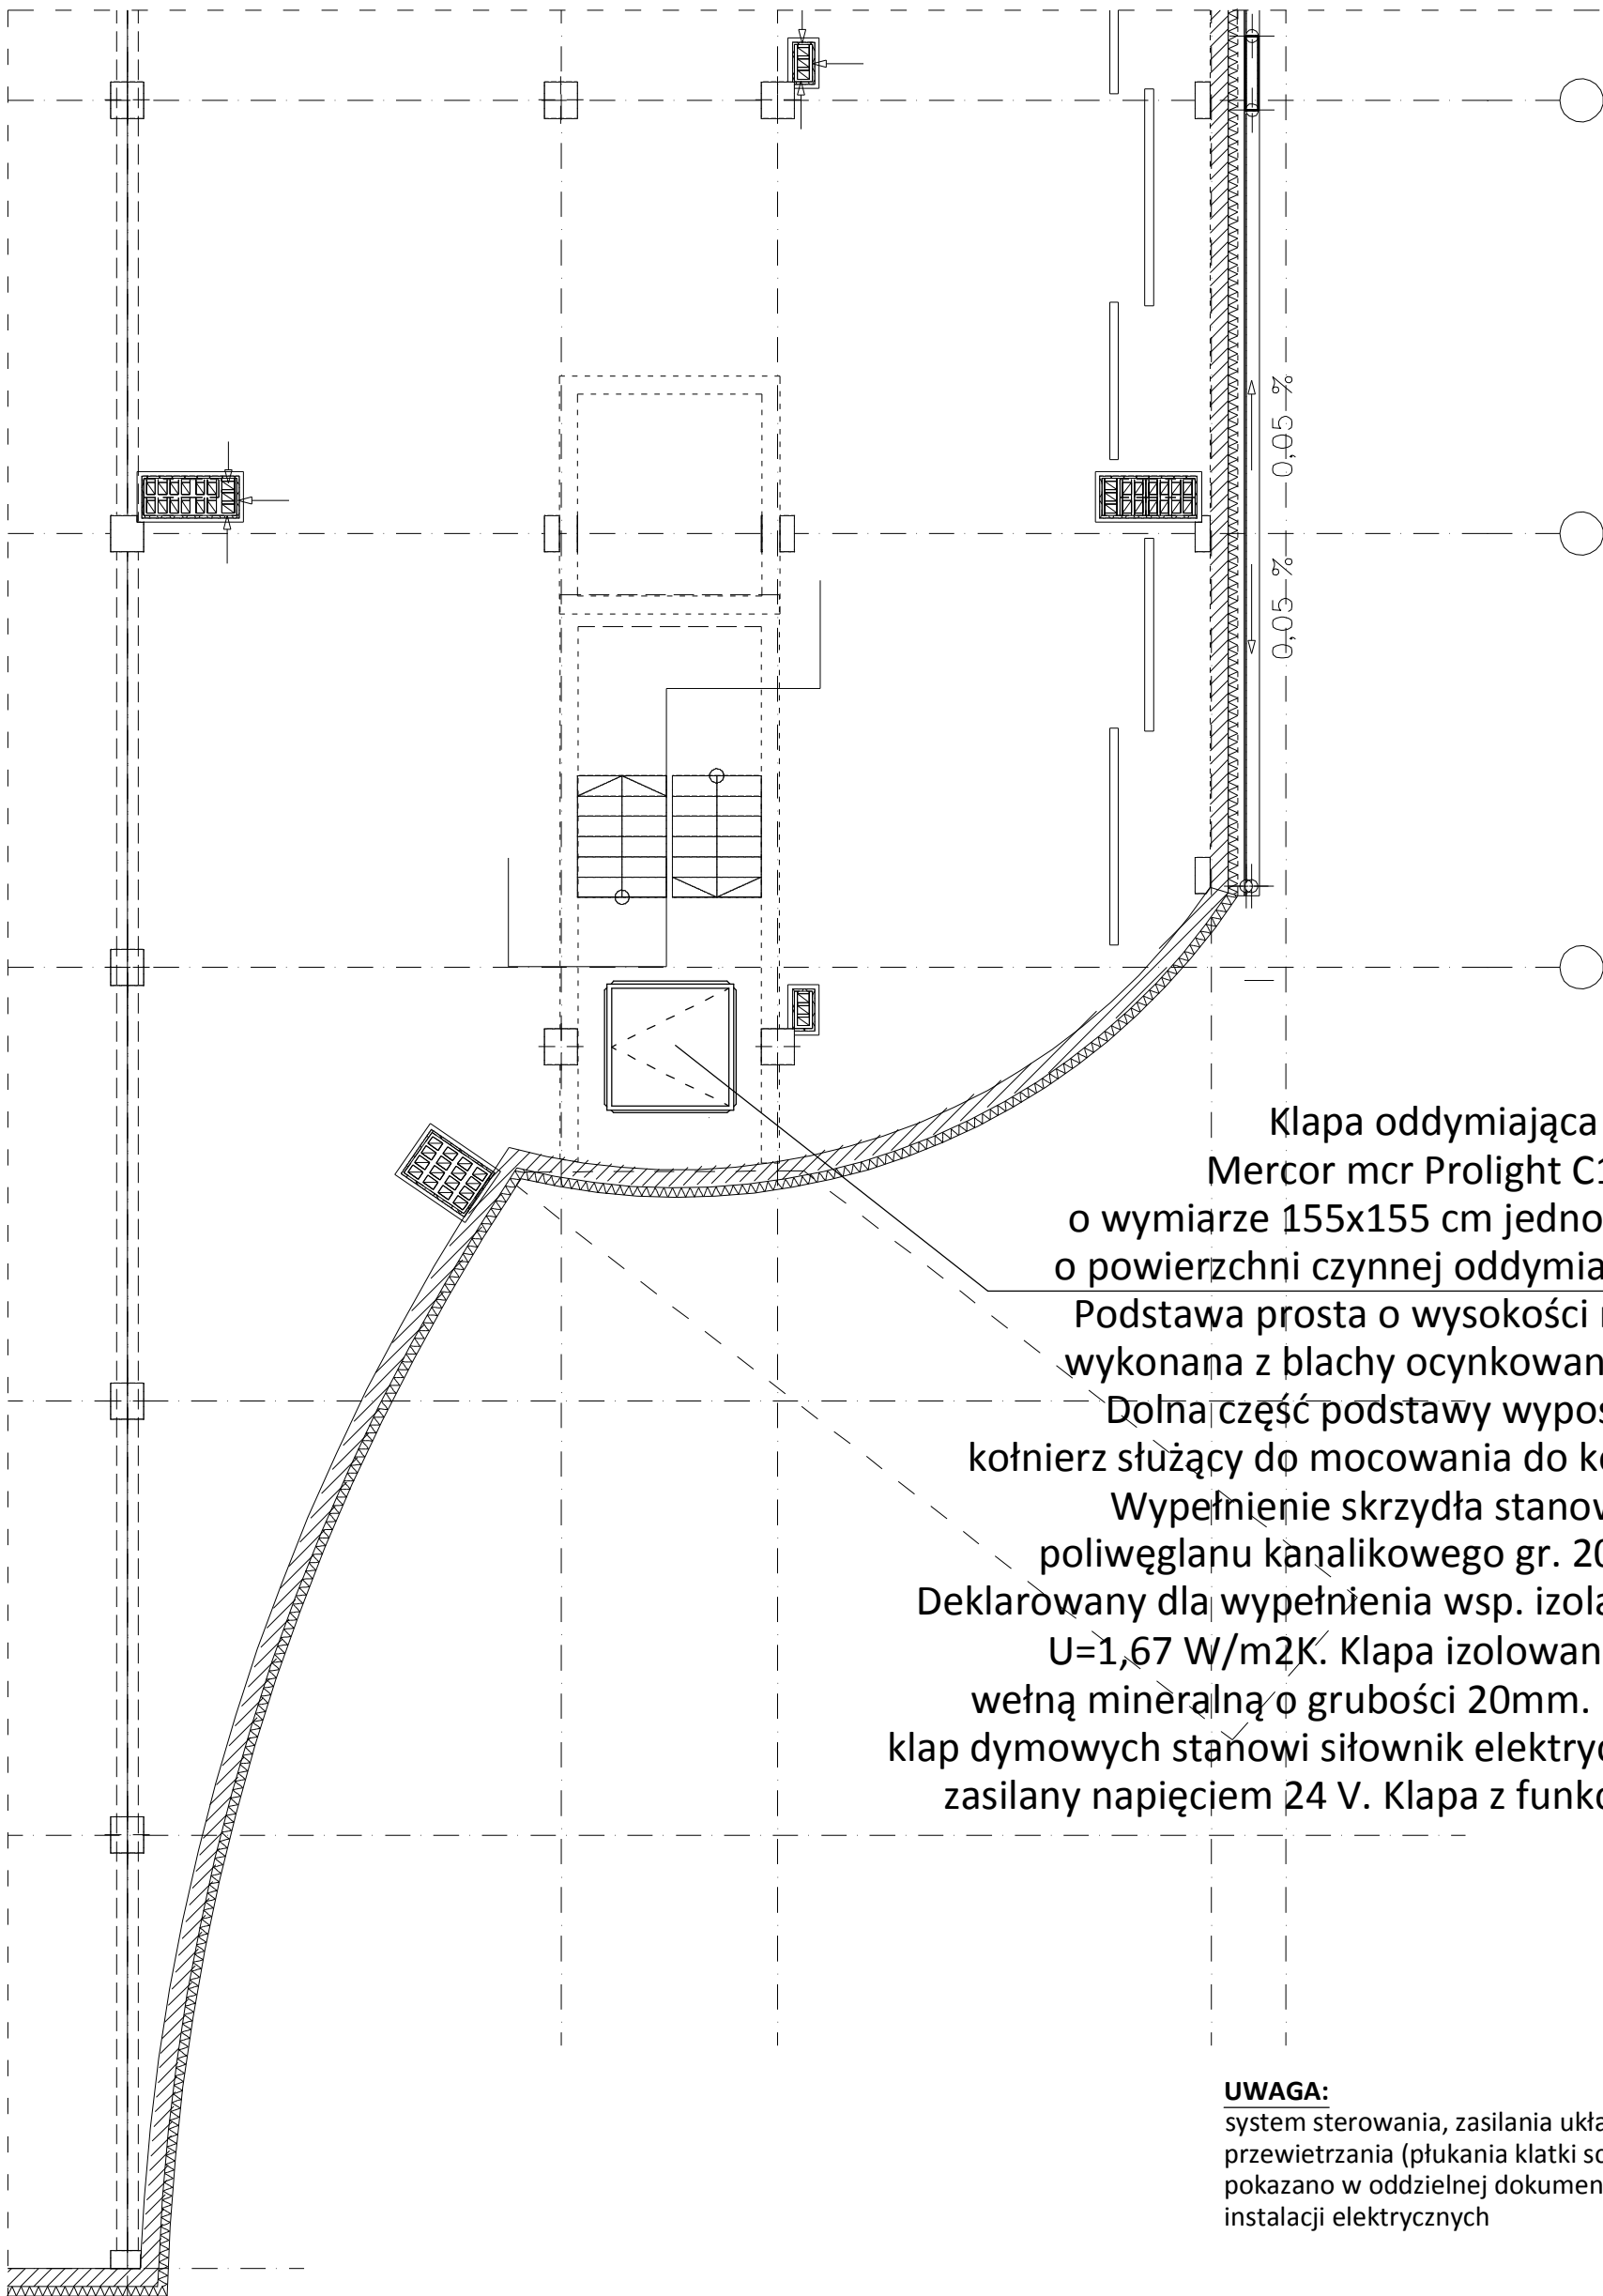 0,05 %
0,05 %
Klapa oddymiająca
Mercor mcr Prolight C1
o wymiarze 155x155 cm jedno
o powierzchni czynnej oddymia
Podstawa prosta o wysokości
wykonana z blachy ocynkowan
Dolna część podstawy wypos
kołnierz służący do mocowania do k
Wypełnienie skrzydła stanow
poliwęglanu kanalikowego gr. 20
Deklarowany dla wypełnienia wsp. izola
U=1,67 W/m2K. Klapa izolowan
wełną mineralną o grubości 20mm.
klap dymowych stanowi siłownik elektryc
zasilany napięciem 24 V. Klapa z funkc
UWAGA:
system sterowania, zasilania ukła
przewietrzania (płukania klatki sc
pokazano w oddzielnej dokumen
instalacji elektrycznych